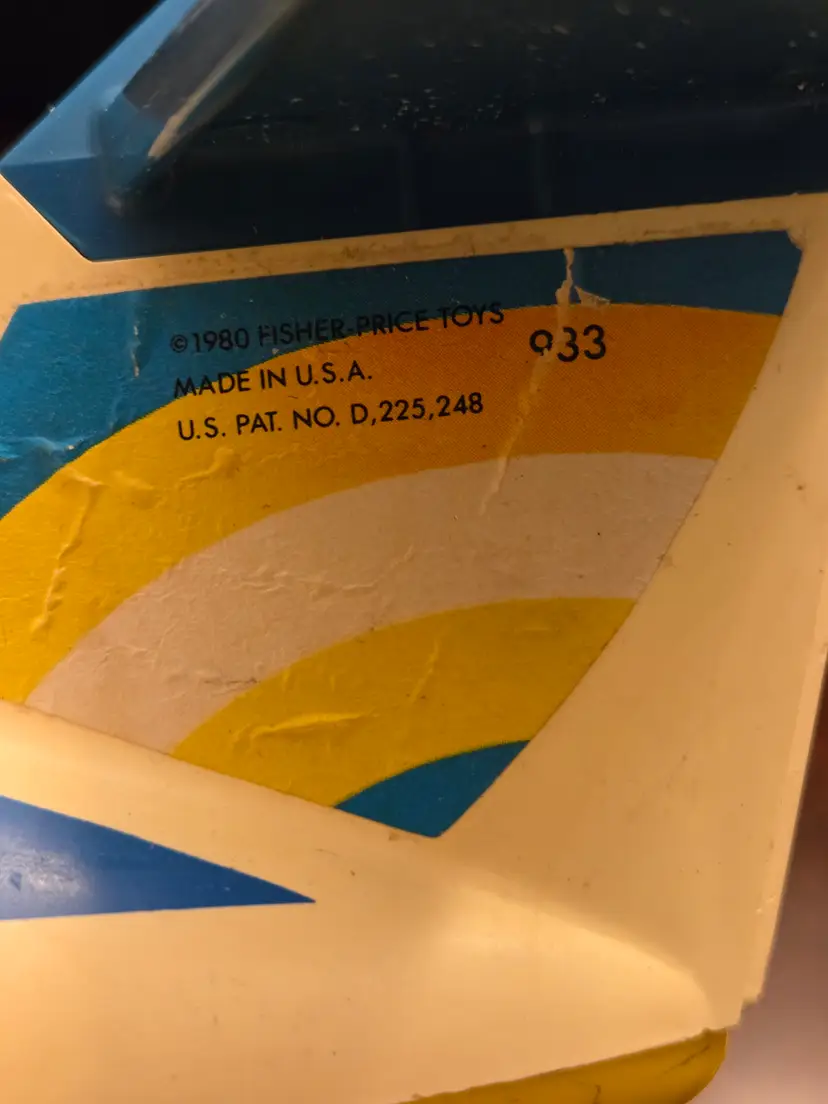 ©1980 FISHER-PRICE TOYS 933
MADE IN U.S.A.
U.S. PAT. NO. D,225,248